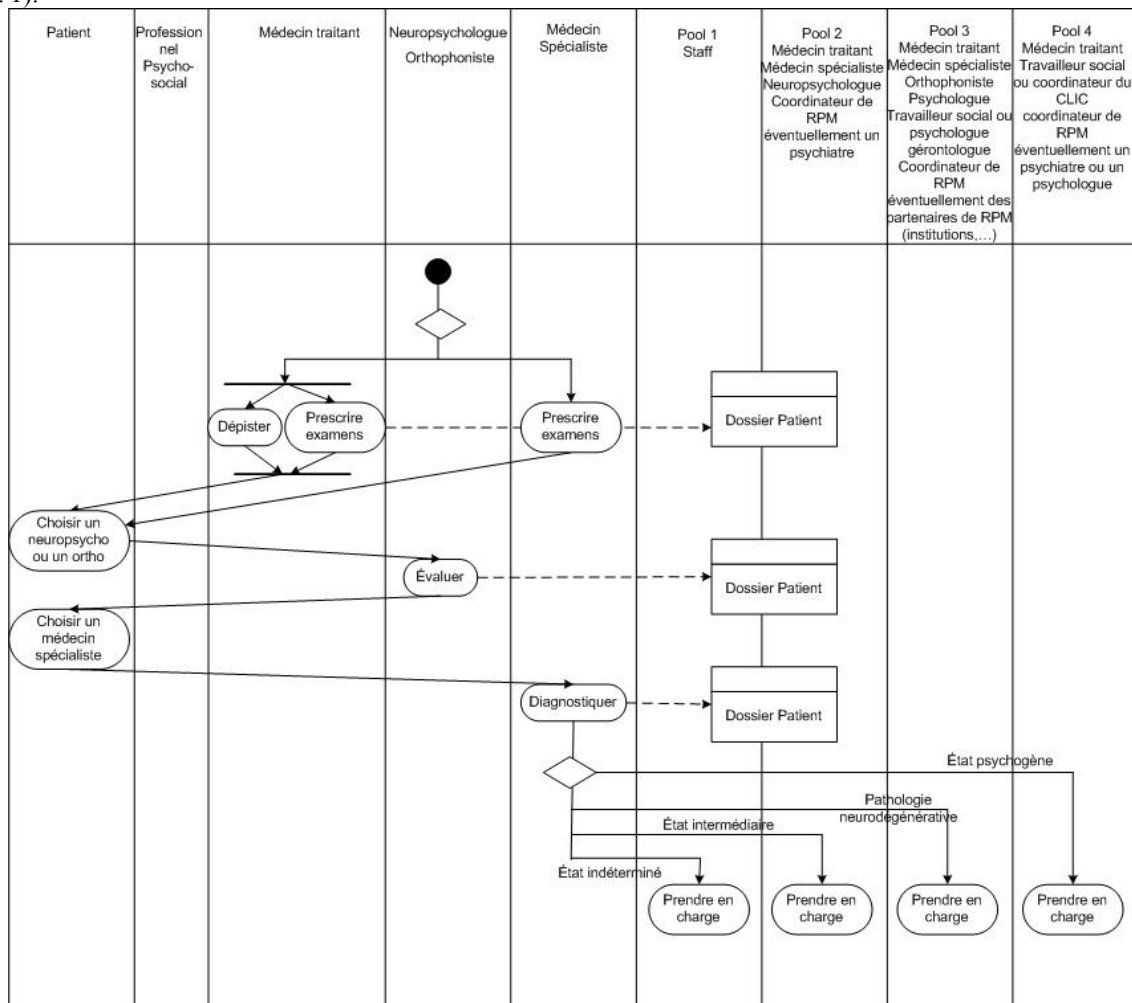 1).
Patient
Profession
nel
Psycho-
social
Médecin traitant
Neuropsychologue
Orthophoniste
Médecin
Spécialiste
Pool 1
Staff
Pool 2
Médecin traitant
Médecin spécialiste
Neuropsychologue
Coordinateur de
RPM
éventuellement un
psychiatre
Pool 3
Médecin traitant
Médecin spécialiste
Orthophoniste
Psychologue
Travailleur social ou
psychologue
gérontologue
Coordinateur de
RPM
éventuellement des
partenaires de RPM
(institutions,...)
Pool 4
Médecin traitant
Travailleur social
ou coordinateur du
CLIC
coordinateur de
RPM
éventuellement un
psychiatre ou un
psychologue
Dépister
Prescrire
examens
Prescrire
examens
Dossier Patient
Choisir un
neuropsycho
ou un ortho
Évaluer
Dossier Patient
Choisir un
médecin
spécialiste
Diagnostiquer
Dossier Patient
État psychogène
Pathologie
neurodégénérative
État intermédiaire
État indéterminé
Prendre en
charge
Prendre en
charge
Prendre en
charge
Prendre en
charge